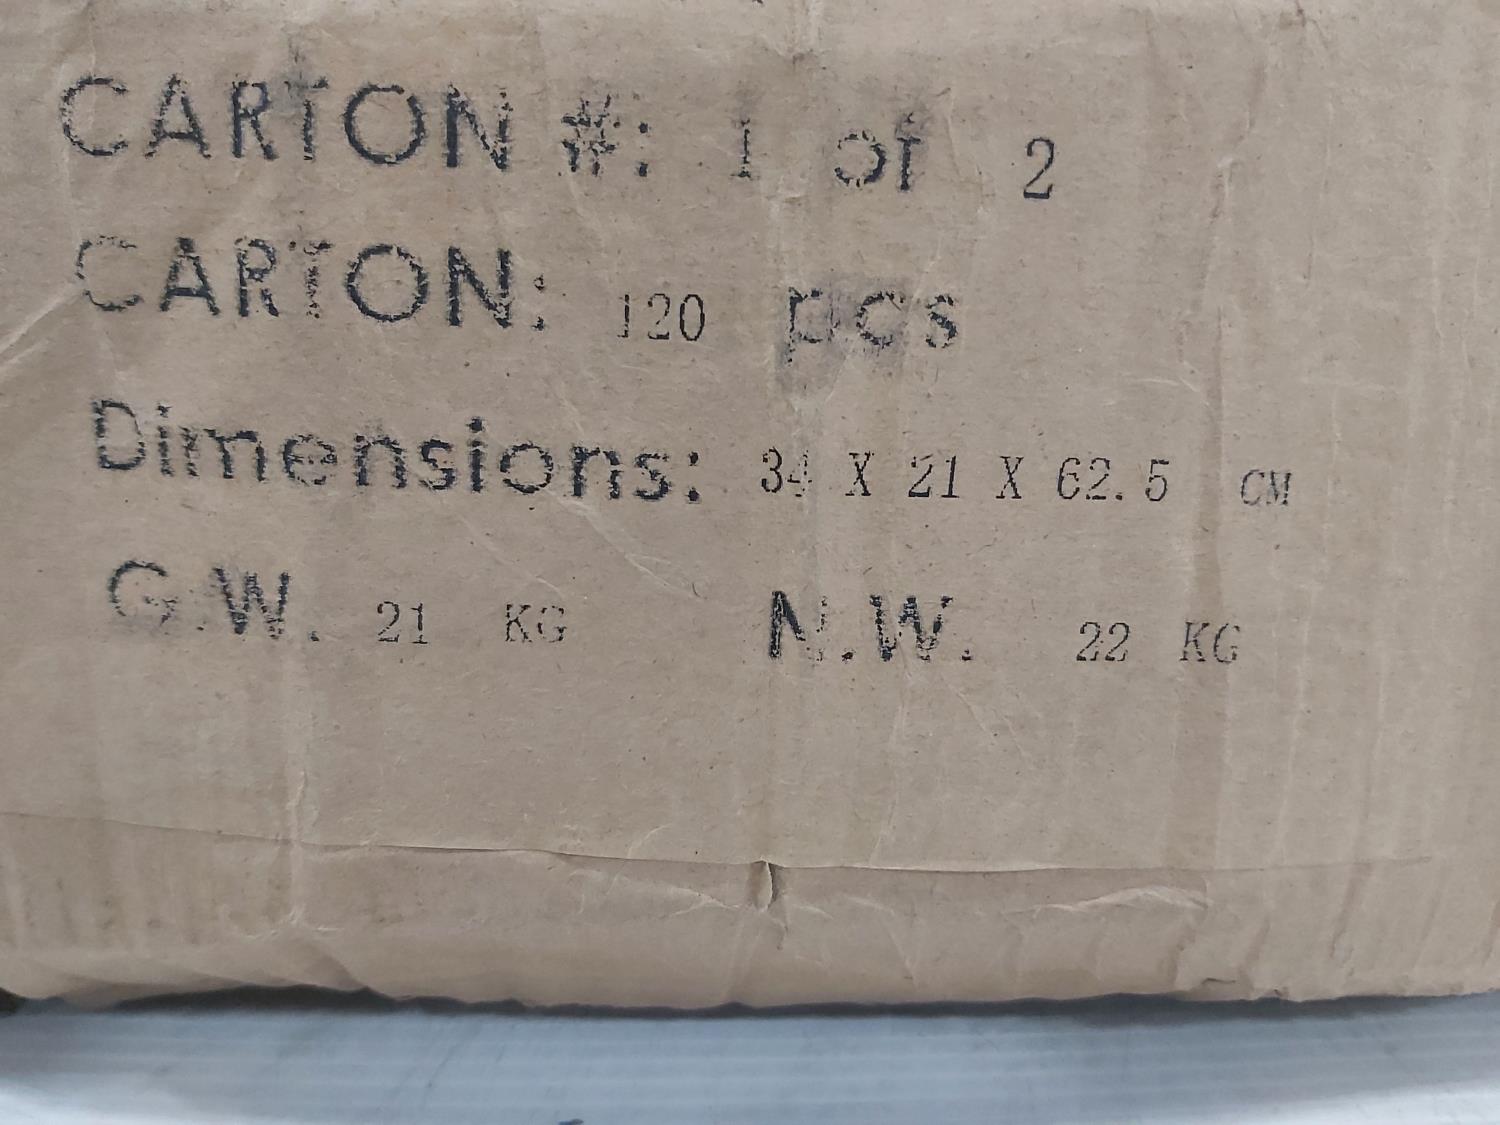 CARTON #: 1 of 2
CARTON: 120 pcs
Dimensions: 34 X 21 X 62.5 CM
G.W. 21 KG N.W. 22 KG